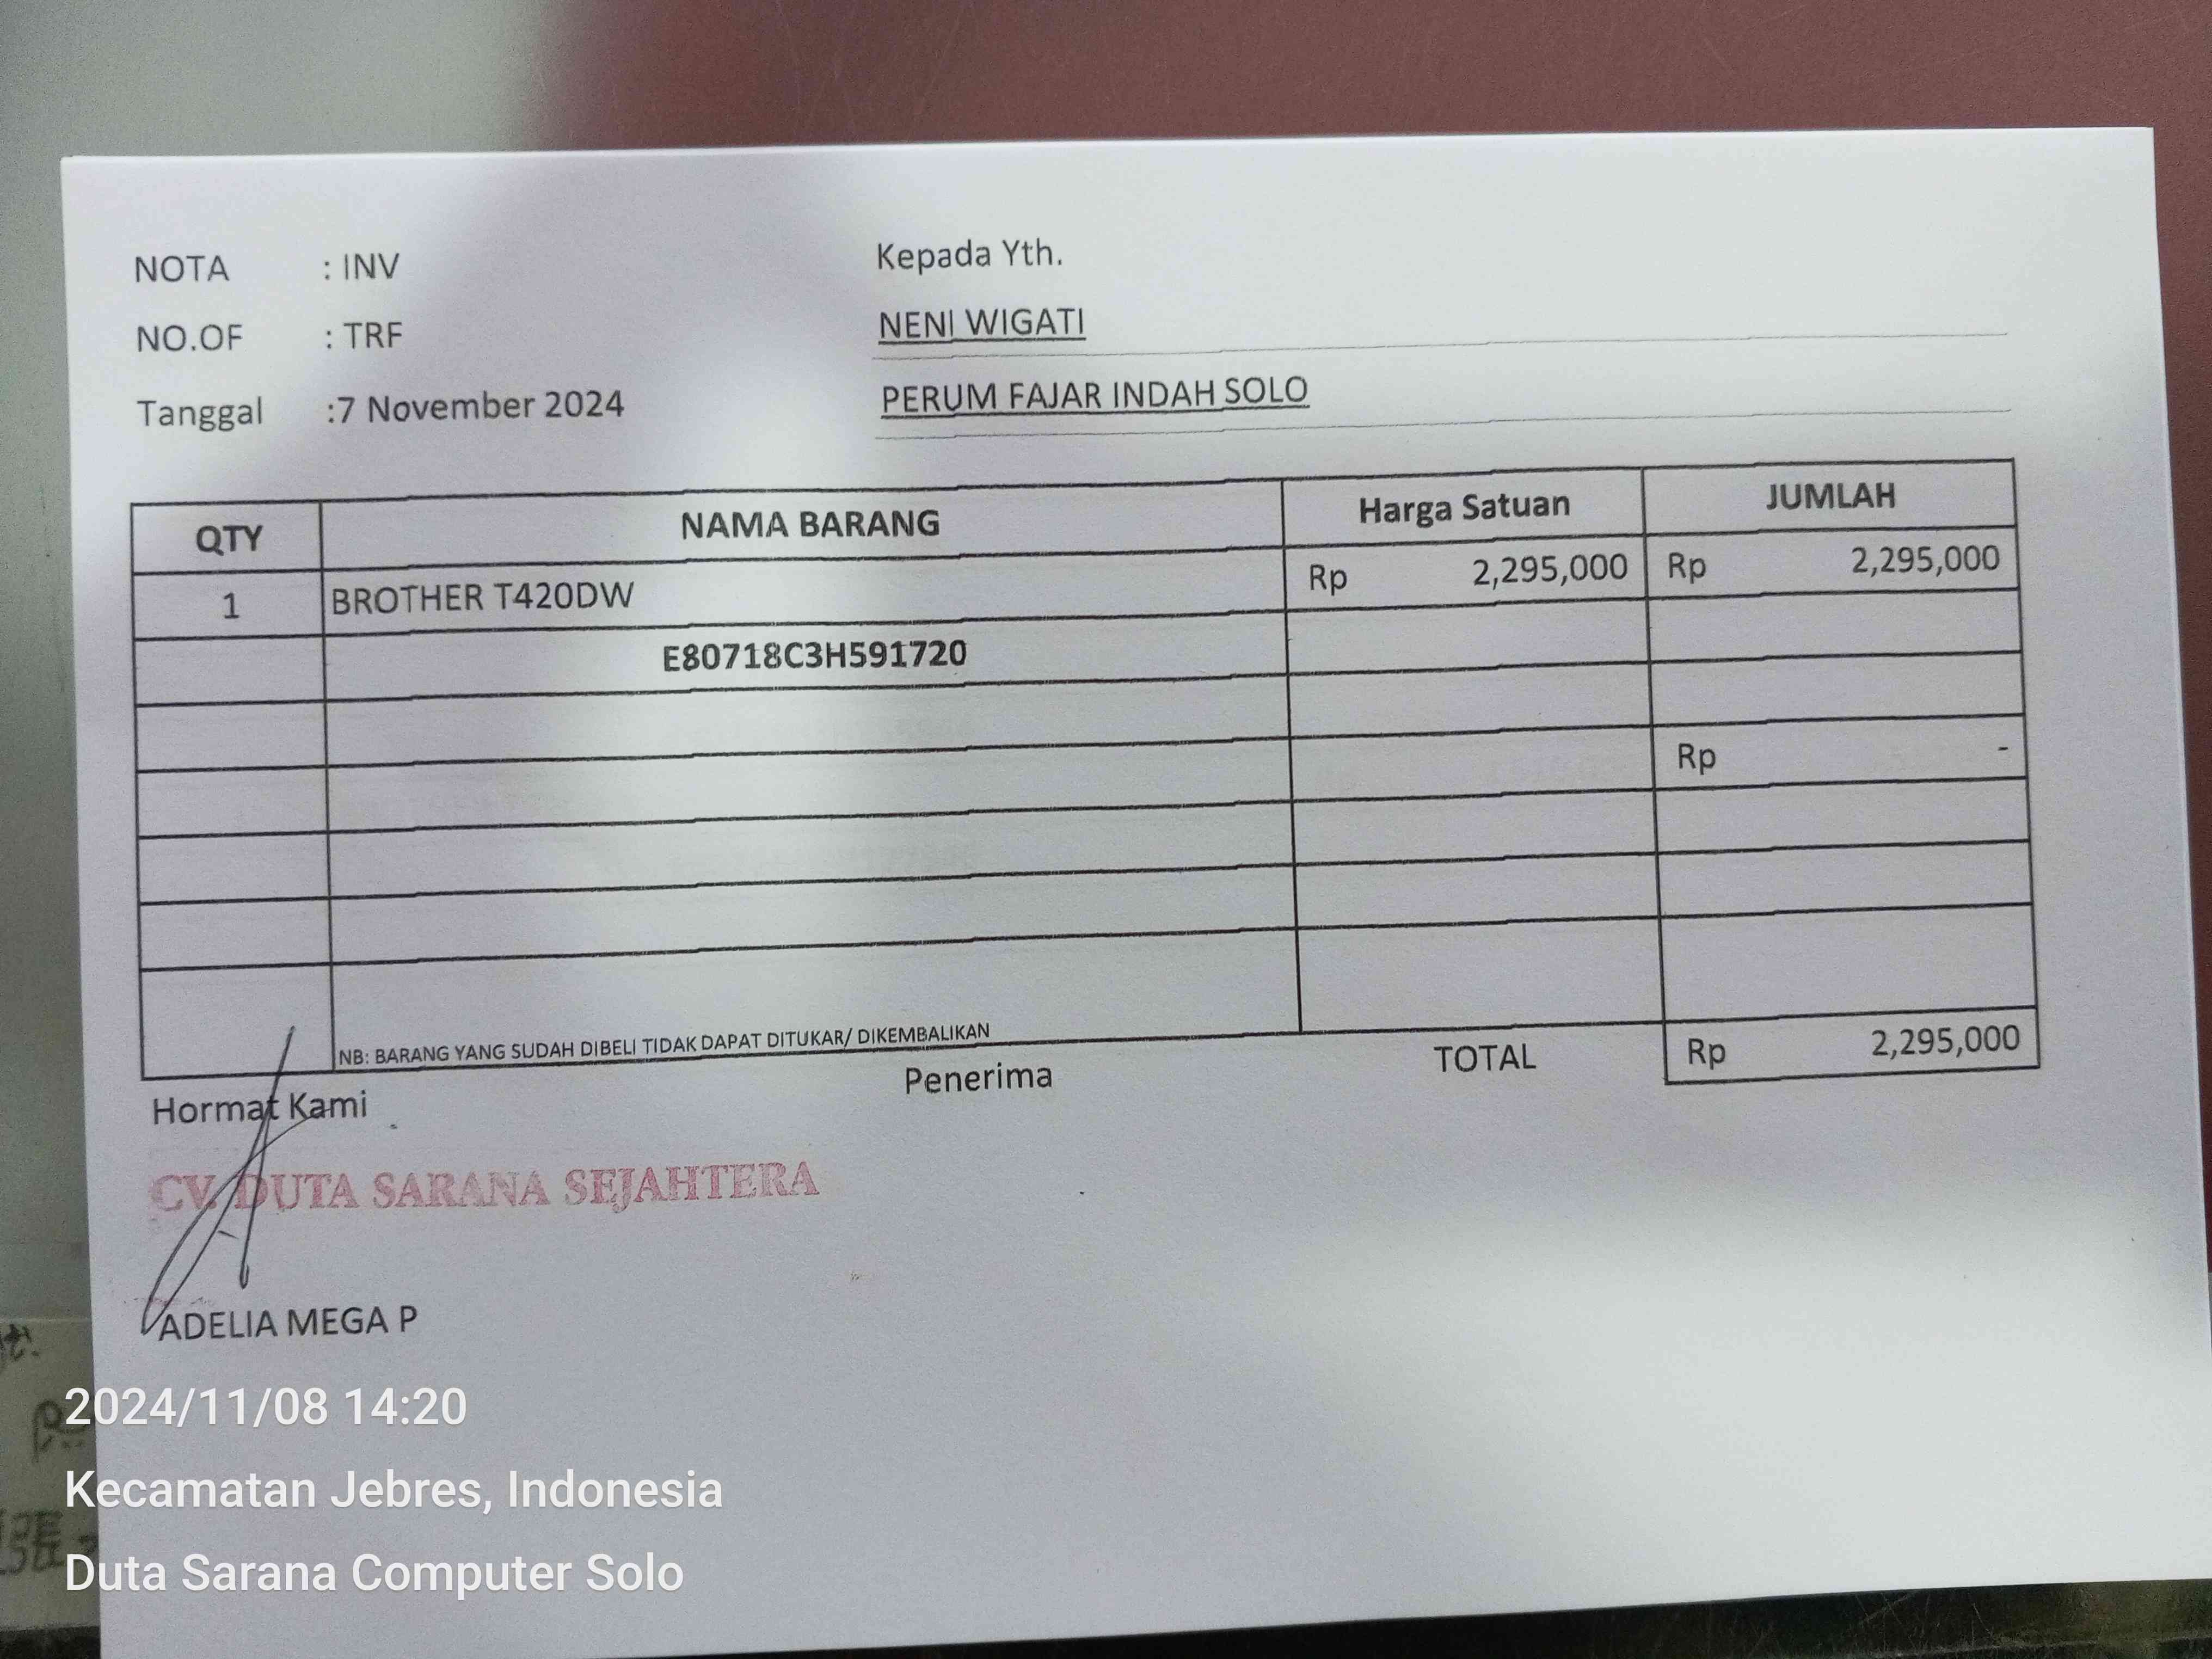 NOTA : INV
NO.OF : TRF
Tanggal :7 November 2024
Kepada Yth.
NENI WIGATI
PERUM FAJAR INDAH SOLO
QTY NAMA BARANG Harga Satuan JUMLAH
1 BROTHER T420DW Rp 2,295,000 Rp 2,295,000
E80718C3H591720
Rp -
NB: BARANG YANG SUDAH DIBELI TIDAK DAPAT DITUKAR/ DIKEMBALIKAN
Hormat Kami Penerima TOTAL Rp 2,295,000
CV. DUTA SARANA SEJAHTERA
ADELIA MEGA P
2024/11/08 14:20
Kecamatan Jebres, Indonesia
Duta Sarana Computer Solo